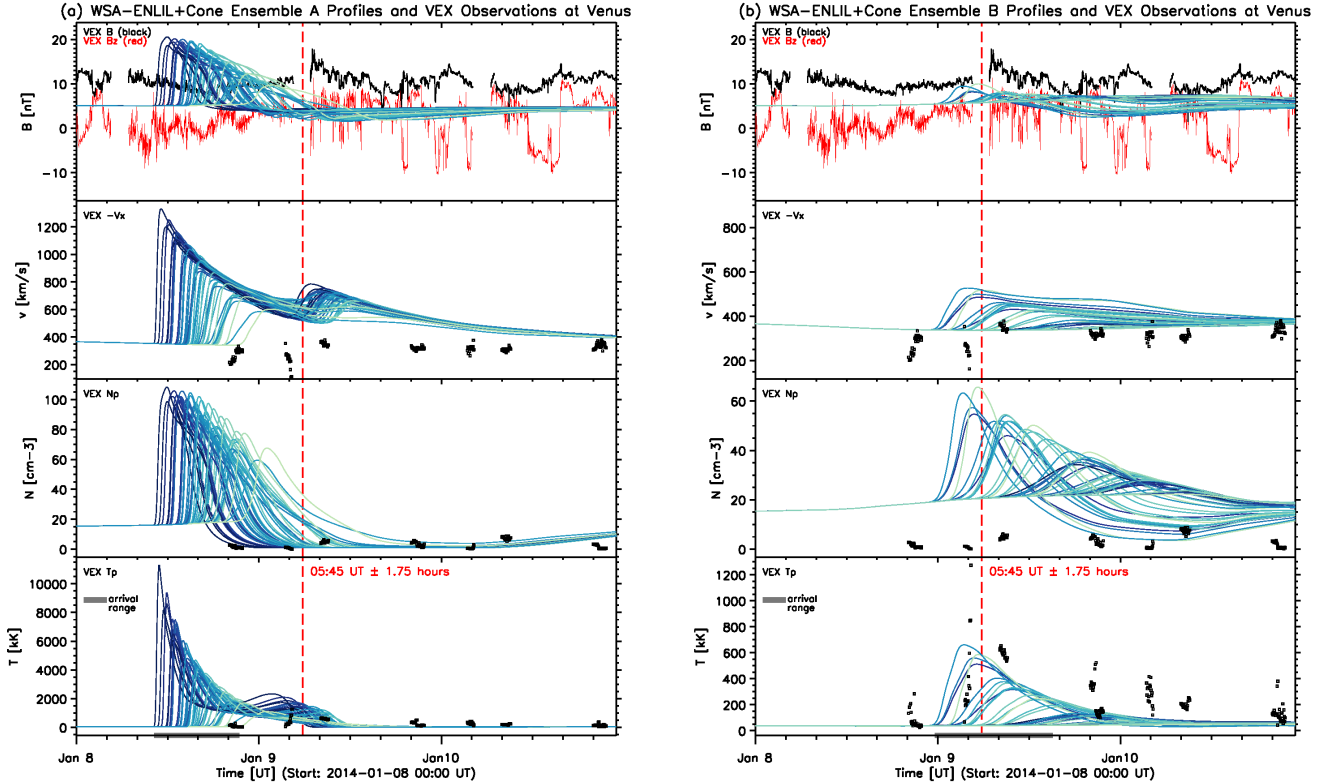 (a) WSA-ENLIL+Cone Ensemble A Profiles and VEX Observations at Venus
VEX B (black)
VEX Bz (red)
20
10
0
-10
B [nT]
VEX -Vx
1200
1000
800
600
400
200
v [km/s]
VEX Np
100
80
60
40
20
0
N [cm-3]
VEX Tp
05:45 UT ± 1.75 hours
arrival
range
10000
8000
6000
4000
2000
0
T [kK]
Jan 8
Jan 9
Jan10
Time [UT] (Start: 2014-01-08 00:00 UT)
(b) WSA-ENLIL+Cone Ensemble B Profiles and VEX Observations at Venus
VEX B (black)
VEX Bz (red)
20
10
0
-10
B [nT]
VEX -Vx
800
600
400
200
v [km/s]
VEX Np
60
40
20
0
N [cm-3]
VEX Tp
05:45 UT ± 1.75 hours
arrival
range
1200
1000
800
600
400
200
0
T [kK]
Jan 8
Jan 9
Jan10
Time [UT] (Start: 2014-01-08 00:00 UT)